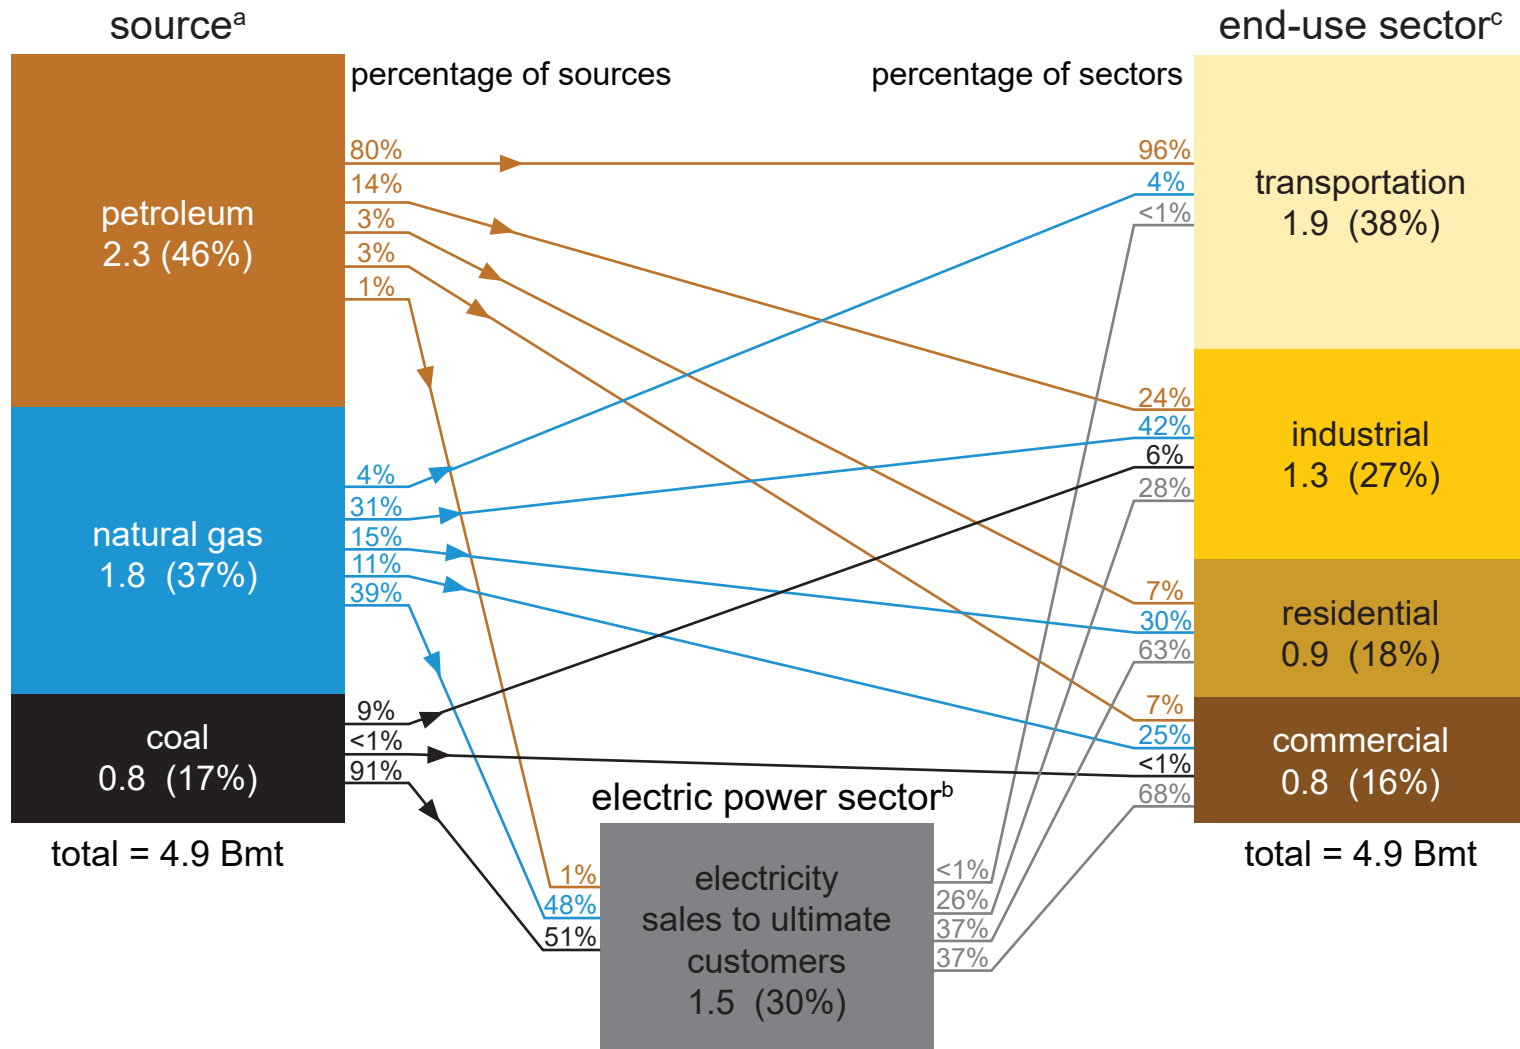 sourceᵃ
end-use sectorᶜ
percentage of sources
percentage of sectors
petroleum
2.3 (46%)
80%
14%
3%
3%
1%
natural gas
1.8 (37%)
4%
31%
15%
11%
39%
coal
0.8 (17%)
9%
<1%
91%
total = 4.9 Bmt
electric power sectorᵇ
1%
48%
51%
electricity
sales to ultimate
customers
1.5 (30%)
<1%
26%
37%
37%
96%
4%
<1%
transportation
1.9 (38%)
24%
42%
6%
28%
industrial
1.3 (27%)
7%
30%
63%
residential
0.9 (18%)
7%
25%
<1%
68%
commercial
0.8 (16%)
total = 4.9 Bmt